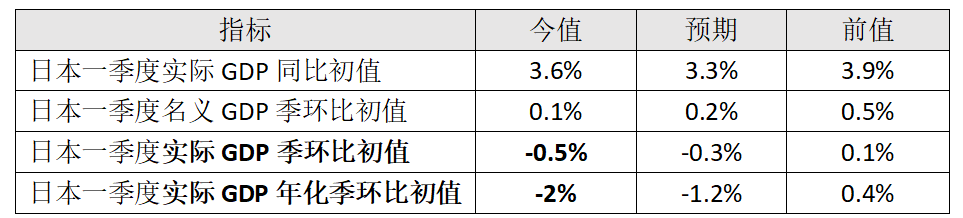 指标 今值 预期 前值
日本一季度实际 GDP 同比初值 3.6% 3.3% 3.9%
日本一季度名义 GDP 季环比初值 0.1% 0.2% 0.5%
日本一季度实际 GDP 季环比初值 -0.5% -0.3% 0.1%
日本一季度实际 GDP 年化季环比初值 -2% -1.2% 0.4%